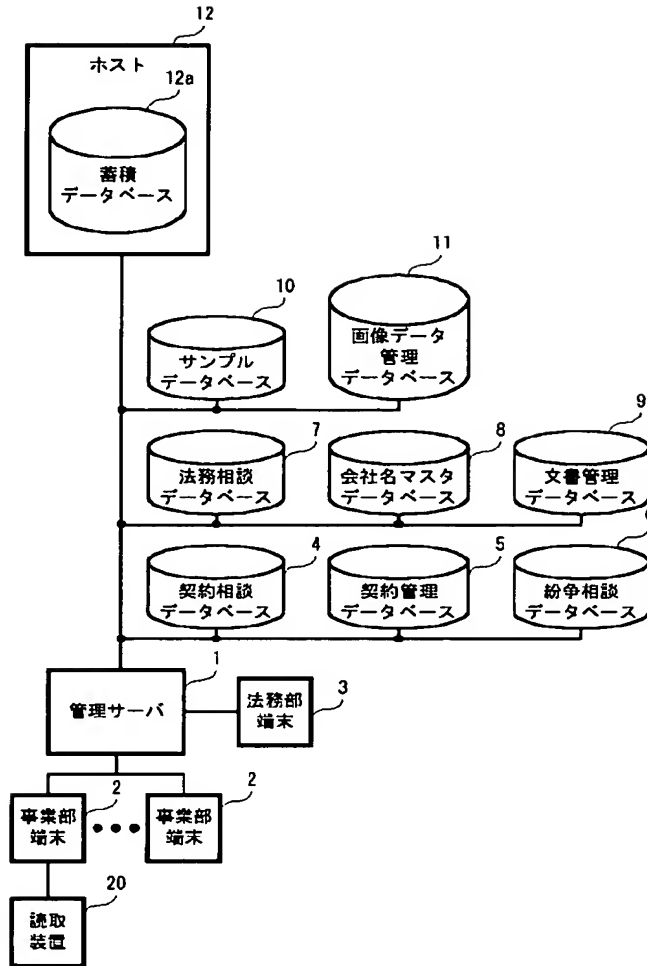 12
ホスト
12a
蓄積
データベース
11
10
画像データ
管理
データベース
サンプル
データベース
7
8
9
法務相談
データベース
会社名マスタ
データベース
文書管理
データベース
4
5
契約相談
データベース
契約管理
データベース
紛争相談
データベース
1
管理サーバ
3
法務部
端末
2
2
事業部
端末
事業部
端末
20
読取
装置